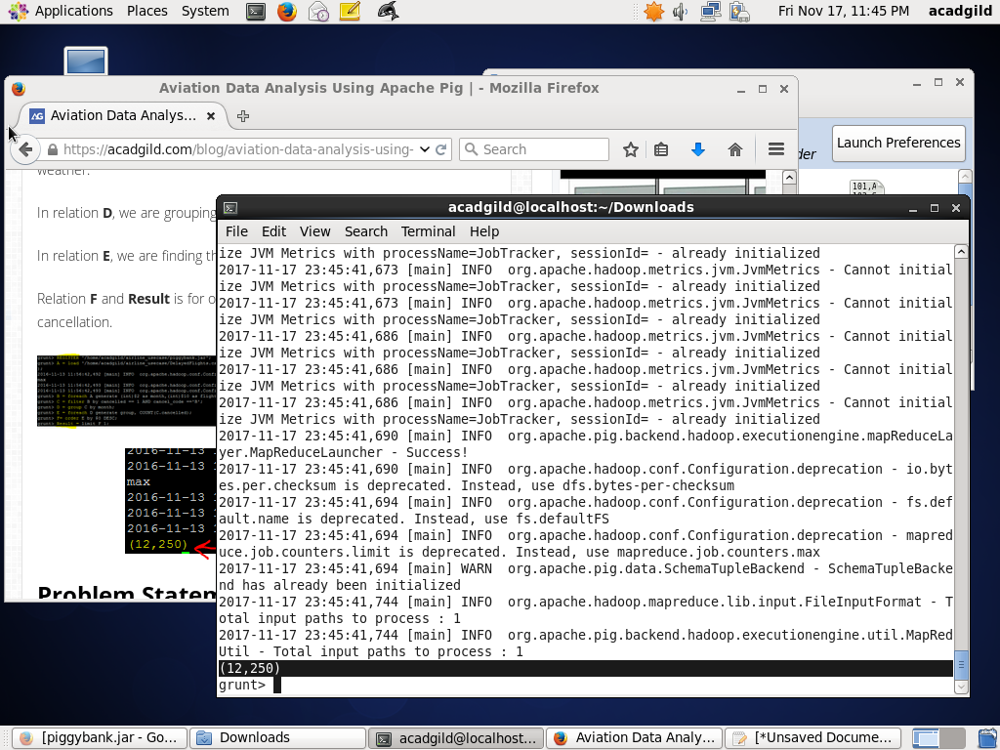 Applications Places System
Fri Nov 17, 11:45 PM acadgild
Aviation Data Analysis Using Apache Pig | - Mozilla Firefox
Aviation Data Analys...
https://acadgild.com/blog/aviation-data-analysis-using-
Search
Launch Preferences
weather.
101,A
In relation D, we are grouping
In relation E, we are finding th
Relation F and Result is for o
cancellation.
2016-11-13
2016-11-13
max
2016-11-13
2016-11-13
2016-11-13
(12,250)
Problem Statem
acadgild@localhost:~/Downloads
File Edit View Search Terminal Help
ize JVM Metrics with processName=JobTracker, sessionId= - already initialized
2017-11-17 23:45:41,673 [main] INFO  org.apache.hadoop.metrics.jvm.JvmMetrics - Cannot initial
ize JVM Metrics with processName=JobTracker, sessionId= - already initialized
2017-11-17 23:45:41,673 [main] INFO  org.apache.hadoop.metrics.jvm.JvmMetrics - Cannot initial
ize JVM Metrics with processName=JobTracker, sessionId= - already initialized
2017-11-17 23:45:41,686 [main] INFO  org.apache.hadoop.metrics.jvm.JvmMetrics - Cannot initial
ize JVM Metrics with processName=JobTracker, sessionId= - already initialized
2017-11-17 23:45:41,686 [main] INFO  org.apache.hadoop.metrics.jvm.JvmMetrics - Cannot initial
ize JVM Metrics with processName=JobTracker, sessionId= - already initialized
2017-11-17 23:45:41,686 [main] INFO  org.apache.hadoop.metrics.jvm.JvmMetrics - Cannot initial
ize JVM Metrics with processName=JobTracker, sessionId= - already initialized
2017-11-17 23:45:41,690 [main] INFO  org.apache.pig.backend.hadoop.executionengine.mapReduceLa
yer.MapReduceLauncher - Success!
2017-11-17 23:45:41,690 [main] INFO  org.apache.hadoop.conf.Configuration.deprecation - io.byt
es.per.checksum is deprecated. Instead, use dfs.bytes-per-checksum
2017-11-17 23:45:41,694 [main] INFO  org.apache.hadoop.conf.Configuration.deprecation - fs.def
ault.name is deprecated. Instead, use fs.defaultFS
2017-11-17 23:45:41,694 [main] INFO  org.apache.hadoop.conf.Configuration.deprecation - mapred
uce.job.counters.limit is deprecated. Instead, use mapreduce.job.counters.max
2017-11-17 23:45:41,694 [main] WARN  org.apache.pig.data.SchemaTupleBackend - SchemaTupleBacke
nd has already been initialized
2017-11-17 23:45:41,744 [main] INFO  org.apache.hadoop.mapreduce.lib.input.FileInputFormat - T
otal input paths to process : 1
2017-11-17 23:45:41,744 [main] INFO  org.apache.pig.backend.hadoop.executionengine.util.MapRed
Util - Total input paths to process : 1
(12,250)
grunt>
[piggybank.jar - Go... Downloads acadgild@localhost:... Aviation Data Analy... [*Unsaved Docume...